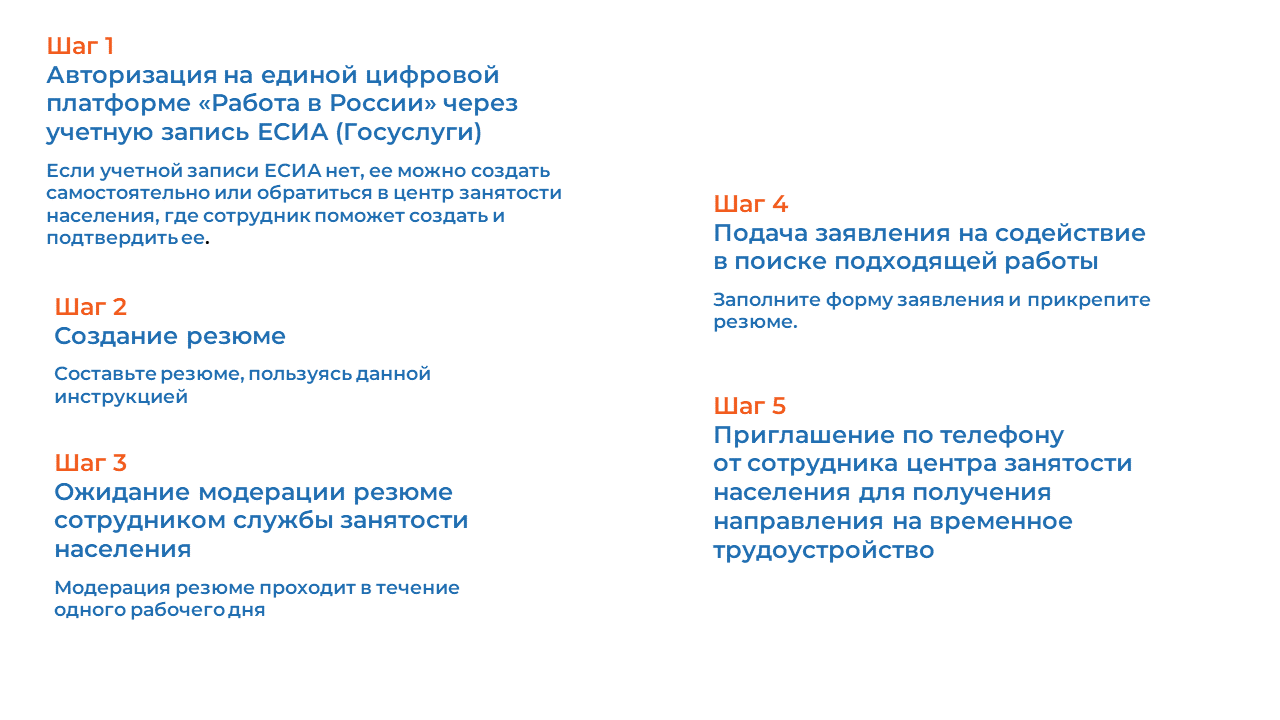 Шаг 1
Авторизация на единой цифровой
платформе «Работа в России» через
учетную запись ЕСИА (Госуслуги)
Если учетной записи ЕСИА нет, ее можно создать
самостоятельно или обратиться в центр занятости
населения, где сотрудник поможет создать и
подтвердить ее.
Шаг 2
Создание резюме
Составьте резюме, пользуясь данной
инструкцией
Шаг 3
Ожидание модерации резюме
сотрудником службы занятости
населения
Модерация резюме проходит в течение
одного рабочего дня
Шаг 4
Подача заявления на содействие
в поиске подходящей работы
Заполните форму заявления и прикрепите
резюме.
Шаг 5
Приглашение по телефону
от сотрудника центра занятости
населения для получения
направления на временное
трудоустройство